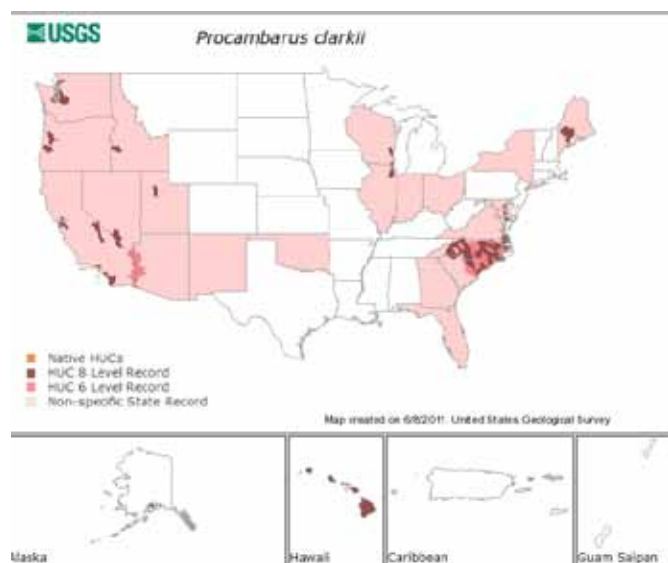 USGS
Procambarus clarkii
Native HUCs
HUC 8 Level Record
HUC 6 Level Record
Non-specific State Record
Map created on 6/8/2011. United States Geological Survey
Alaska
Hawaii
Caribbean
Guam Saipan